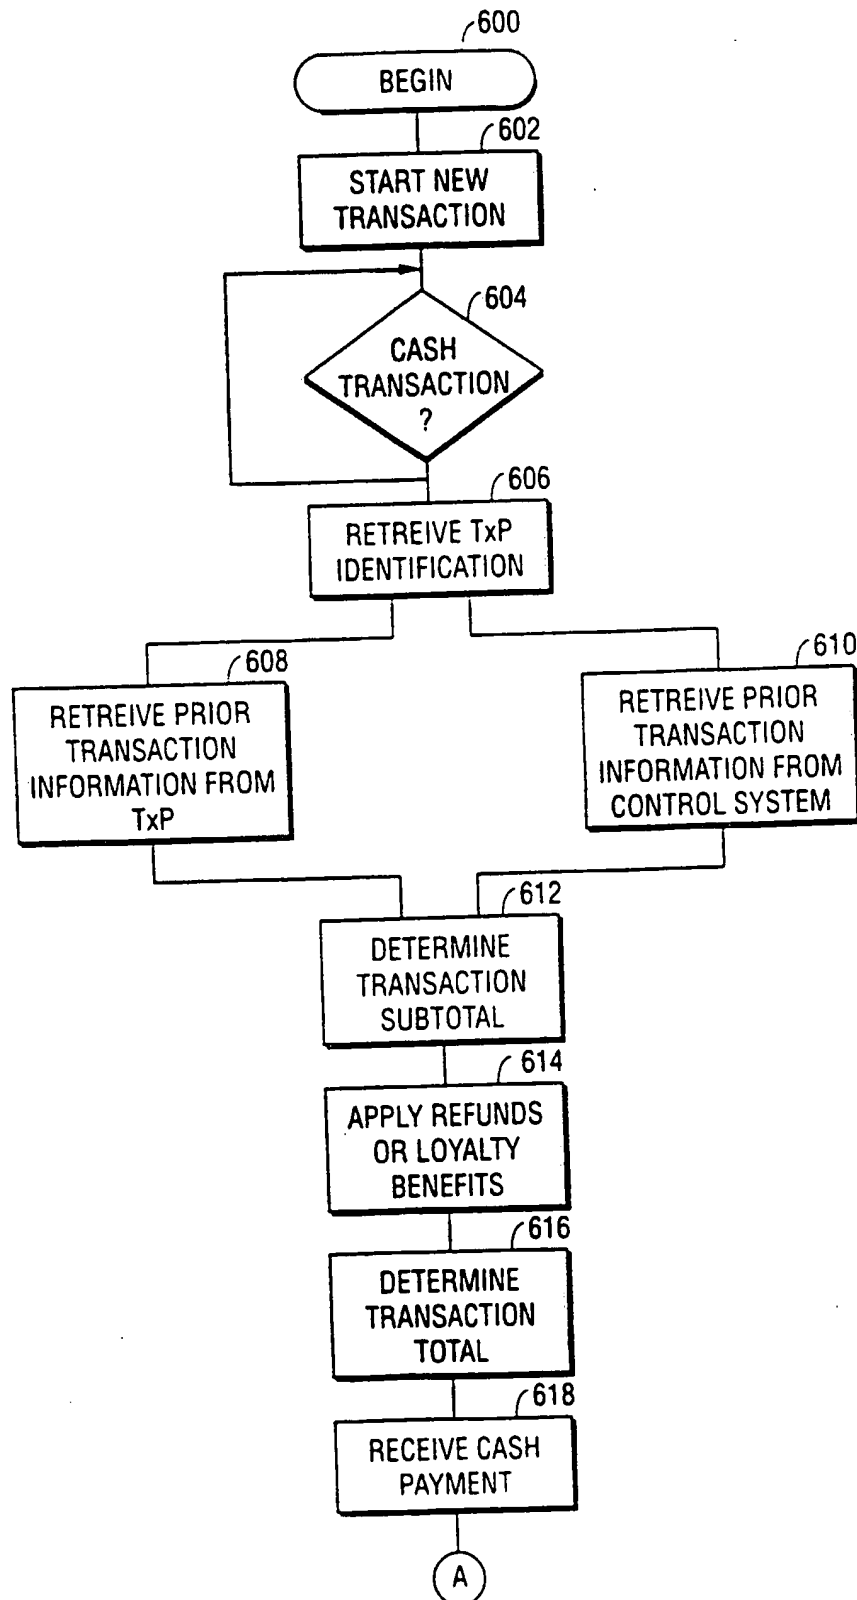 600
BEGIN
602
START NEW
TRANSACTION
604
CASH
TRANSACTION
?
606
RETREIVE TxP
IDENTIFICATION
608
RETREIVE PRIOR
TRANSACTION
INFORMATION FROM
TxP
610
RETREIVE PRIOR
TRANSACTION
INFORMATION FROM
CONTROL SYSTEM
612
DETERMINE
TRANSACTION
SUBTOTAL
614
APPLY REFUNDS
OR LOYALTY
BENEFITS
616
DETERMINE
TRANSACTION
TOTAL
618
RECEIVE CASH
PAYMENT
A